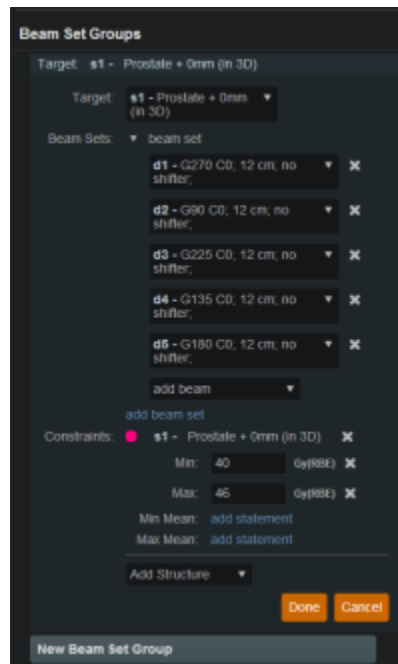 Beam Set Groups
Target: s1 - Prostate + 0mm (in 3D)
Target: s1 - Prostate + 0mm
(in 3D)
Beam Sets: beam set
d1 - G270 C0; 12 cm; no
shifter;
d2 - G90 C0; 12 cm; no
shifter;
d3 - G225 C0; 12 cm; no
shifter;
d4 - G135 C0; 12 cm; no
shifter;
d5 - G180 C0; 12 cm; no
shifter;
add beam
add beam set
Constraints: s1 - Prostate + 0mm (in 3D)
Min: 40 Gy(RBE)
Max: 46 Gy(RBE)
Min Mean: add statement
Max Mean: add statement
Add Structure
Done Cancel
New Beam Set Group